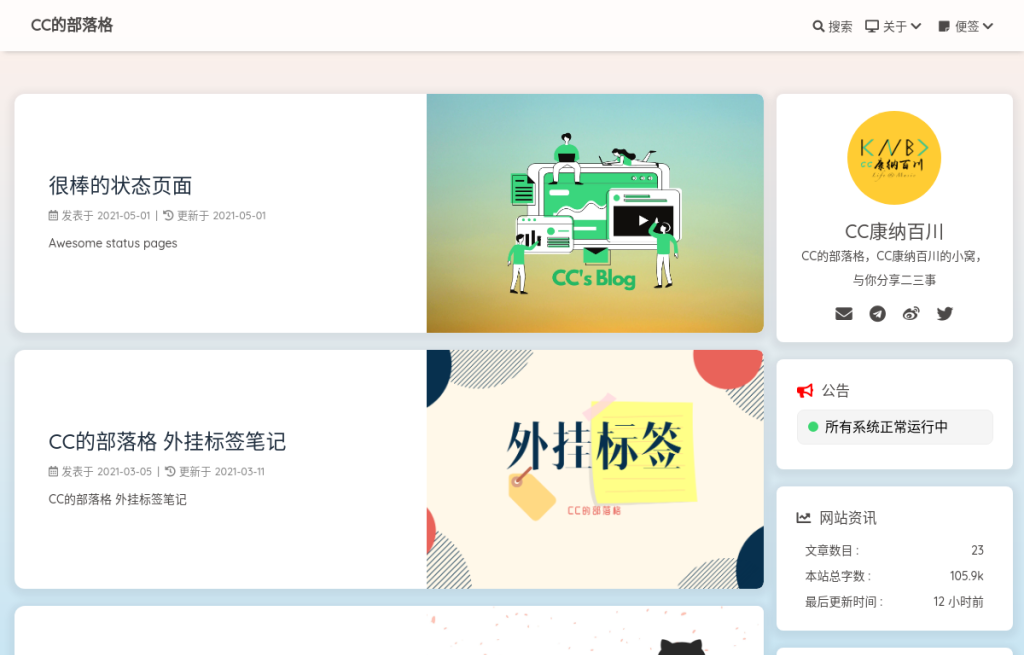 CC的部落格
搜索 关于 便签
很棒的状态页面
发表于 2021-05-01 | 更新于 2021-05-01
Awesome status pages
CC's Blog
CC的部落格 外挂标签笔记
发表于 2021-03-05 | 更新于 2021-03-11
CC的部落格 外挂标签笔记
外挂标签
CC的部落格
KNB
CC康纳百川
Life & Music
CC康纳百川
CC的部落格，CC康纳百川的小窝，
与你分享二三事
公告
所有系统正常运行中
网站资讯
文章数目 : 23
本站总字数 : 105.9k
最后更新时间 : 12 小时前